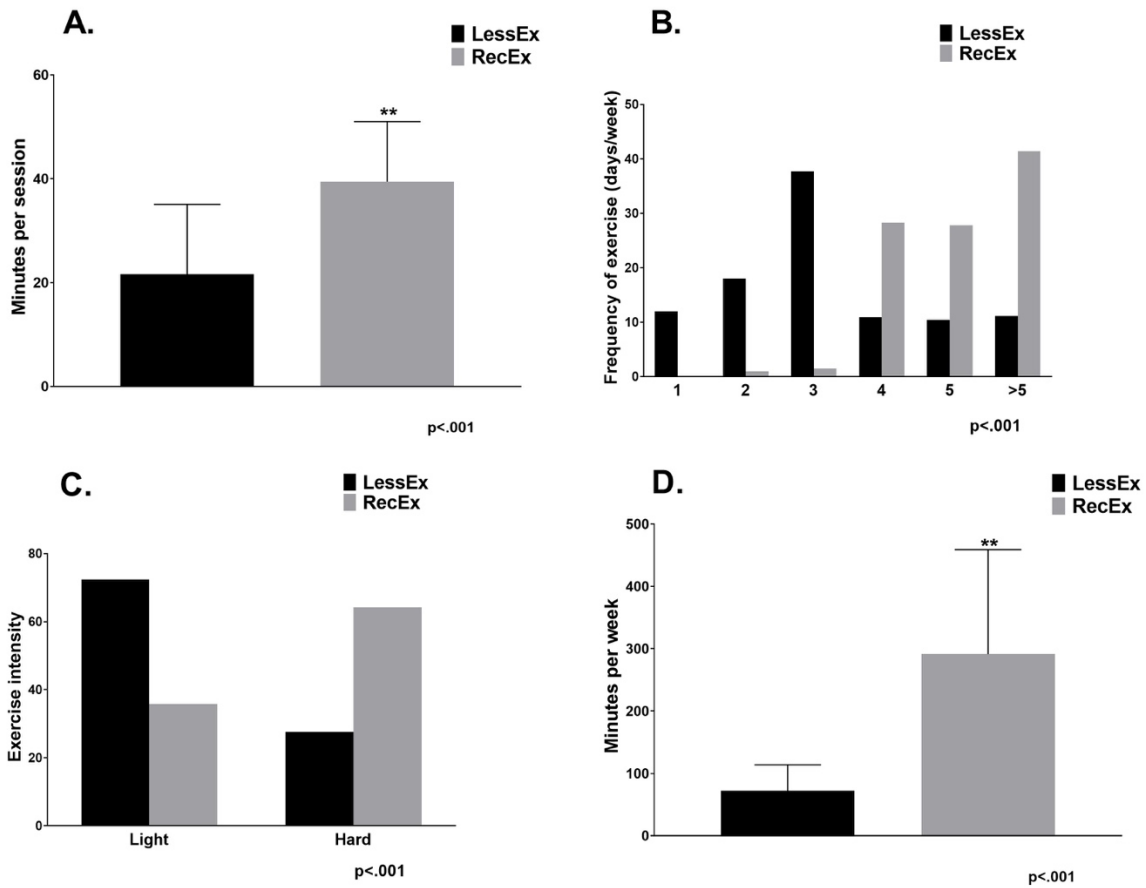 A.
LessEx
RecEx
Minutes per session
60
40
20
0
**
p<.001
B.
LessEx
RecEx
Frequency of exercise (days/week)
50
40
30
20
10
0
1 2 3 4 5 >5
p<.001
C.
LessEx
RecEx
Exercise intensity
80
60
40
20
0
Light Hard
p<.001
D.
LessEx
RecEx
Minutes per week
500
400
300
200
100
0
**
p<.001